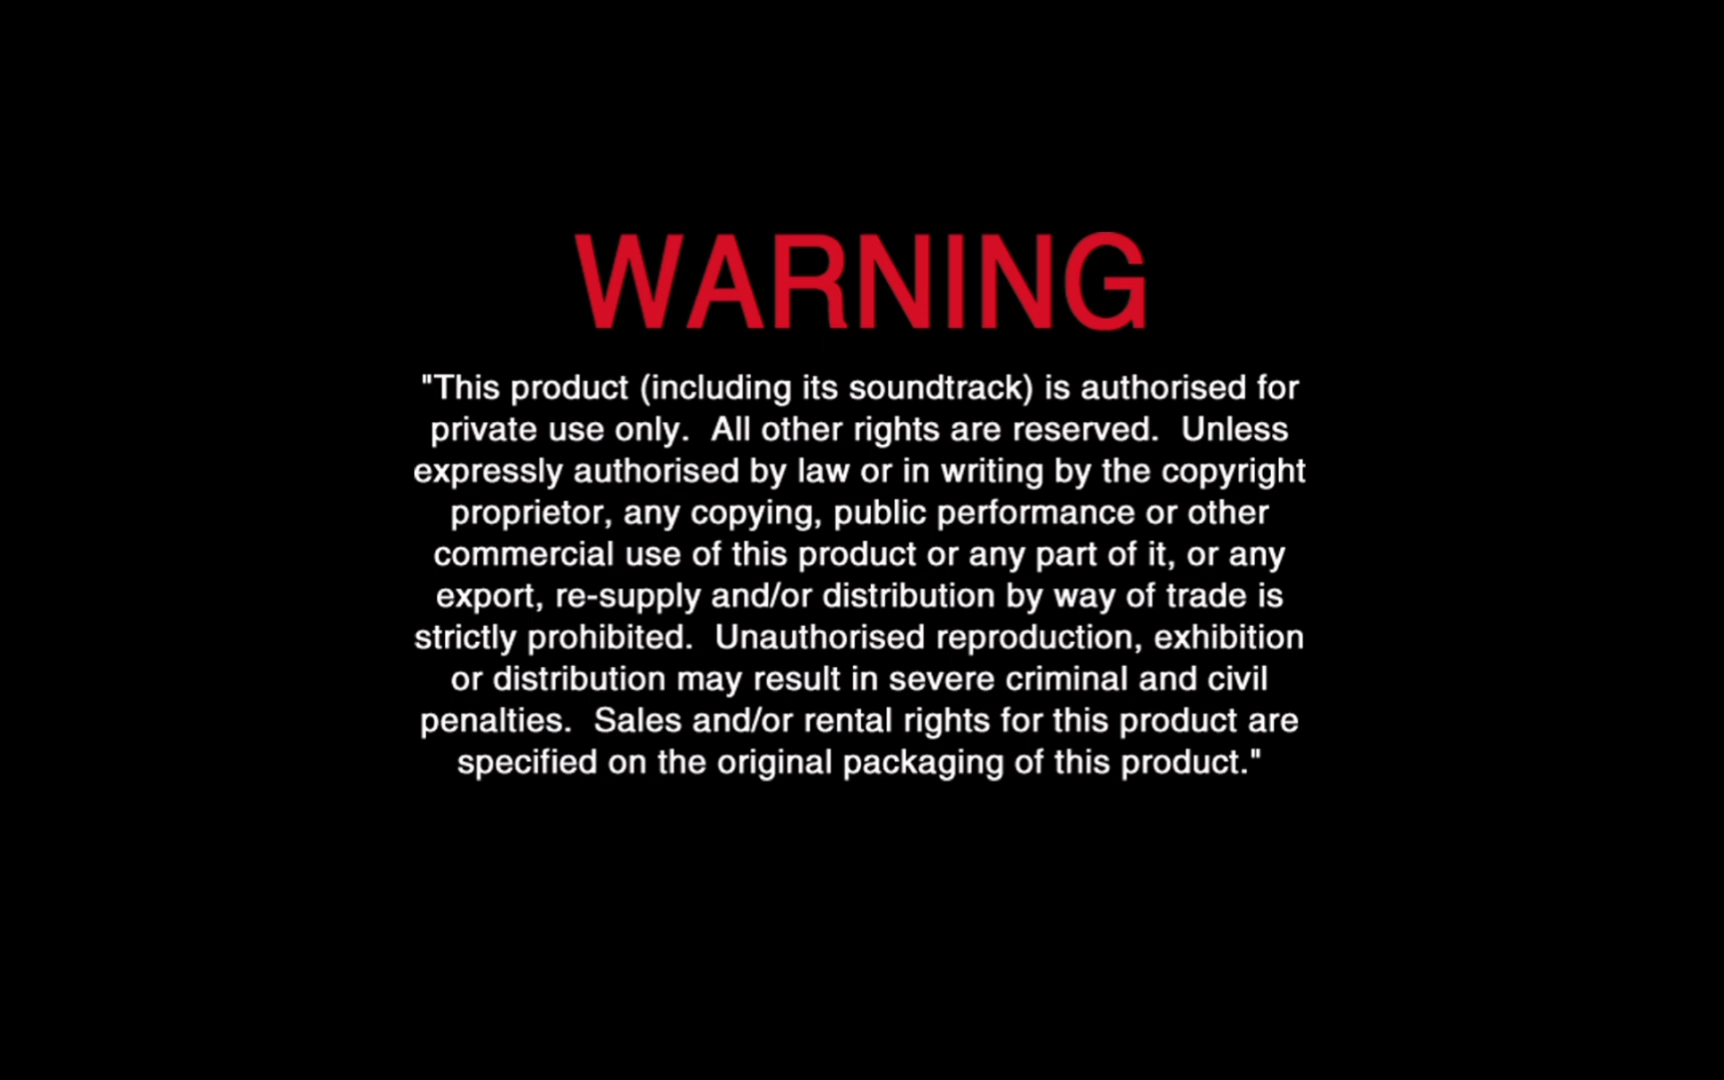 WARNING
"This product (including its soundtrack) is authorised for
private use only.  All other rights are reserved.  Unless
expressly authorised by law or in writing by the copyright
proprietor, any copying, public performance or other
commercial use of this product or any part of it, or any
export, re-supply and/or distribution by way of trade is
strictly prohibited.  Unauthorised reproduction, exhibition
or distribution may result in severe criminal and civil
penalties.  Sales and/or rental rights for this product are
specified on the original packaging of this product."